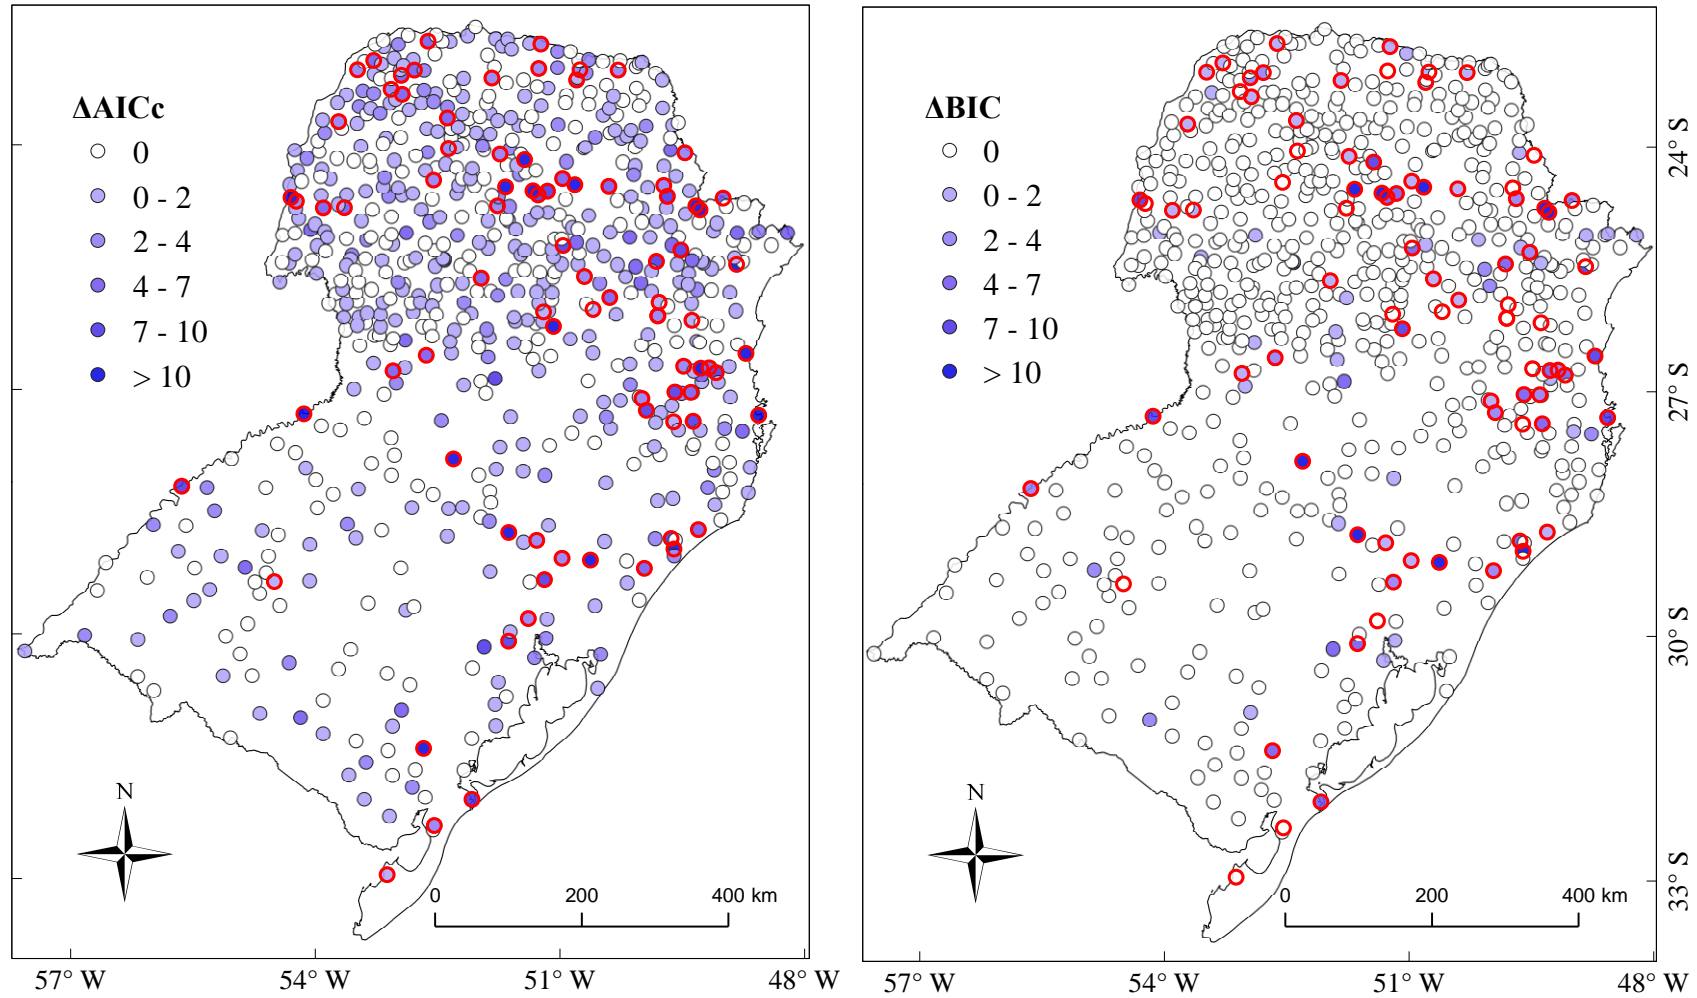 ΔAICc
0
0 - 2
2 - 4
4 - 7
7 - 10
> 10
N
0 200 400 km
57° W 54° W 51° W 48° W
ΔBIC
0
0 - 2
2 - 4
4 - 7
7 - 10
> 10
N
0 200 400 km
57° W 54° W 51° W 48° W
24° S
27° S
30° S
33° S